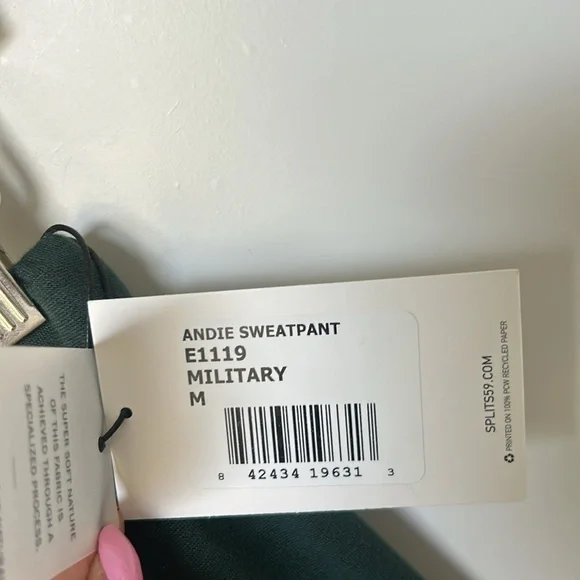 ANDIE SWEATPANT
E1119
MILITARY
M
8 42434 19631 3
SPLITS59.COM
PRINTED ON 100% PCW RECYCLED PAPER
THE SUPER SOFT NATURE
OF THIS FABRIC IS
ACHIEVED THROUGH A
SPECIALIZED PROCESS.